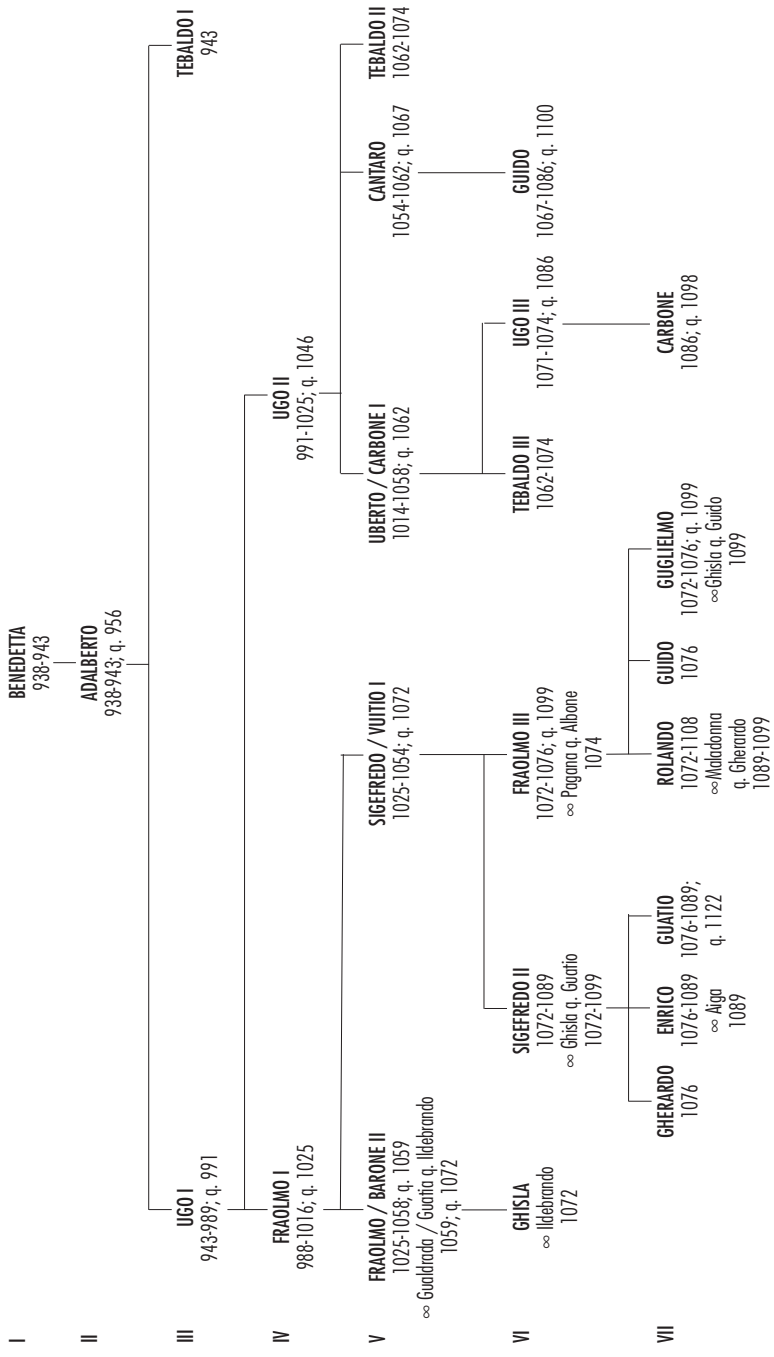 I
BENEDETTA
938-943
II
ADALBERTO
938-943; q. 956
III
UGO I
943-989; q. 991
TEBALDO I
943
IV
FRAOLMO I
988-1016; q. 1025
UGO II
991-1025; q. 1046
V
FRAOLMO / BARONE II
1025-1058; q. 1059
∞ Gualdrada / Guatia q. Ildebrando
1059; q. 1072
SIGEFREDO / VUITIO I
1025-1054; q. 1072
UBERTO / CARBONE I
1014-1058; q. 1062
CANTARO
1054-1062; q. 1067
TEBALDO II
1062-1074
VI
GHISLA
∞ Ildebrando
1072
SIGEFREDO II
1072-1089
∞ Ghisla q. Guatio
1072-1099
FRAOLMO III
1072-1076; q. 1099
∞ Pagana q. Albone
1074
TEBALDO III
1062-1074
UGO III
1071-1074; q. 1086
GUIDO
1067-1086; q. 1100
VII
GHERARDO
1076
ENRICO
1076-1089
∞ Aiga
1089
GUATIO
1076-1089;
q. 1122
ROLANDO
1072-1108
∞Maladonna
q. Gherardo
1089-1099
GUIDO
1076
GUGLIELMO
1072-1076; q. 1099
∞Ghisla q. Guido
1099
CARBONE
1086; q. 1098